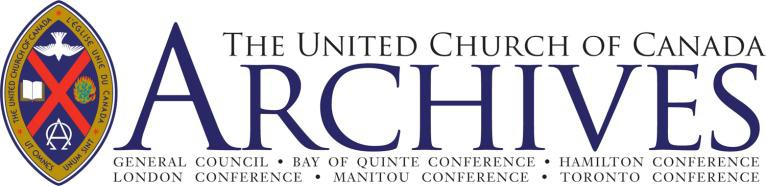 THE UNITED CHURCH OF CANADA
L'ÉGLISE UNIE DU CANADA
UT OMNES UNUM SINT
ΑΩ
THE UNITED CHURCH OF CANADA
ARCHIVES
GENERAL COUNCIL • BAY OF QUINTE CONFERENCE • HAMILTON CONFERENCE
LONDON CONFERENCE • MANITOU CONFERENCE • TORONTO CONFERENCE